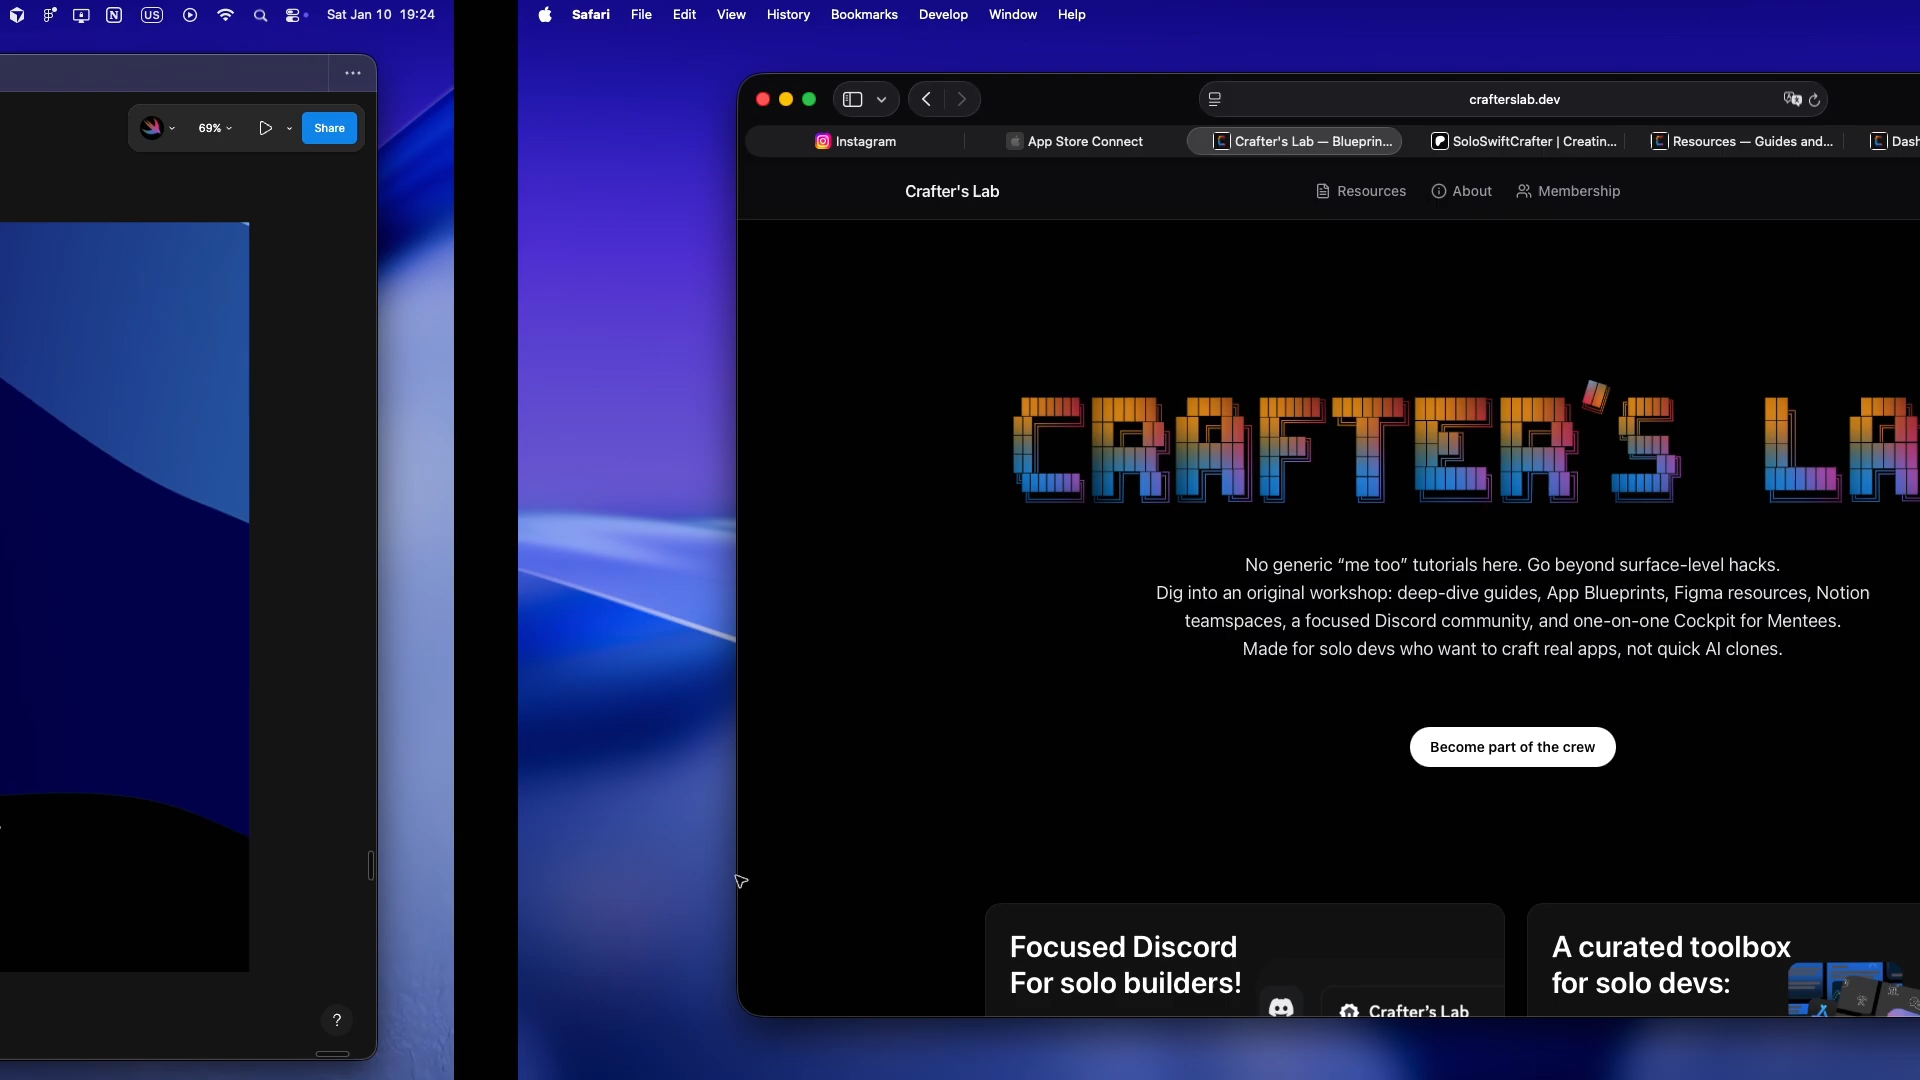 US
Sat Jan 10 19:24
69%
Share
?
Safari File Edit View History Bookmarks Develop Window Help
crafterslab.dev
Instagram
App Store Connect
Crafter's Lab — Blueprin...
SoloSwiftCrafter | Creatin...
Resources — Guides and...
Crafter's Lab
Resources
About
Membership
CRAFTER'S LA
No generic “me too” tutorials here. Go beyond surface-level hacks.
Dig into an original workshop: deep-dive guides, App Blueprints, Figma resources, Notion
teamspaces, a focused Discord community, and one-on-one Cockpit for Mentees.
Made for solo devs who want to craft real apps, not quick AI clones.
Become part of the crew
Focused Discord
For solo builders!
Crafter's Lab
A curated toolbox
for solo devs: